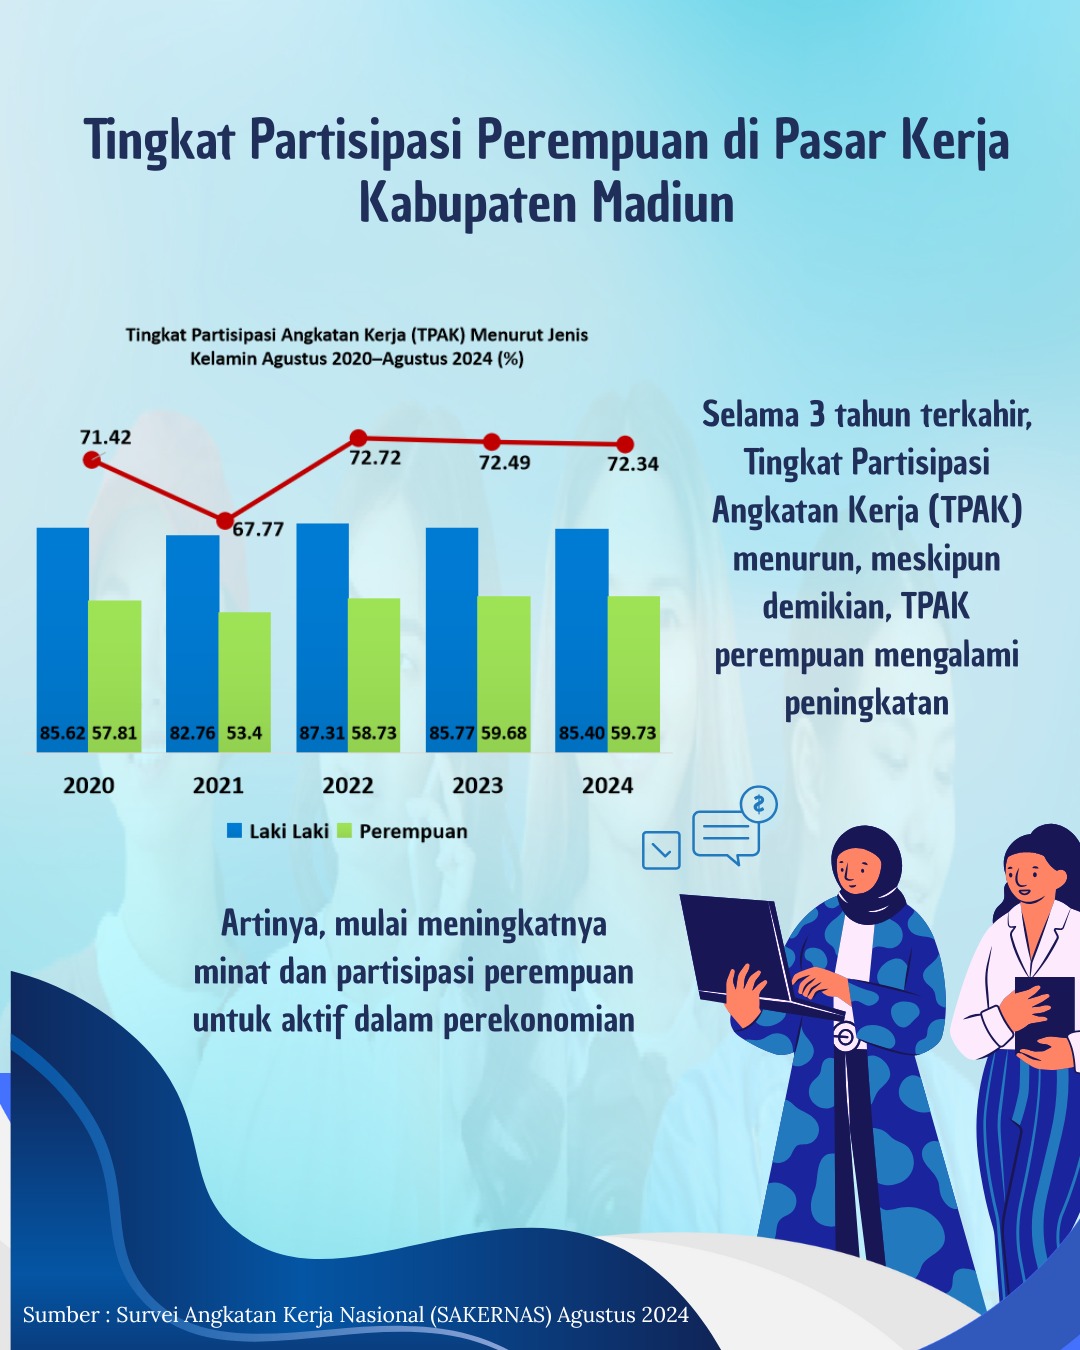 Tingkat Partisipasi Perempuan di Pasar Kerja
Kabupaten Madiun
Tingkat Partisipasi Angkatan Kerja (TPAK) Menurut Jenis
Kelamin Agustus 2020–Agustus 2024 (%)
71.42
67.77
72.72
72.49
72.34
85.62 57.81
82.76 53.4
87.31 58.73
85.77 59.68
85.40 59.73
2020 2021 2022 2023 2024
Laki Laki Perempuan
Selama 3 tahun terkahir,
Tingkat Partisipasi
Angkatan Kerja (TPAK)
menurun, meskipun
demikian, TPAK
perempuan mengalami
peningkatan
$
Artinya, mulai meningkatnya
minat dan partisipasi perempuan
untuk aktif dalam perekonomian
Sumber : Survei Angkatan Kerja Nasional (SAKERNAS) Agustus 2024